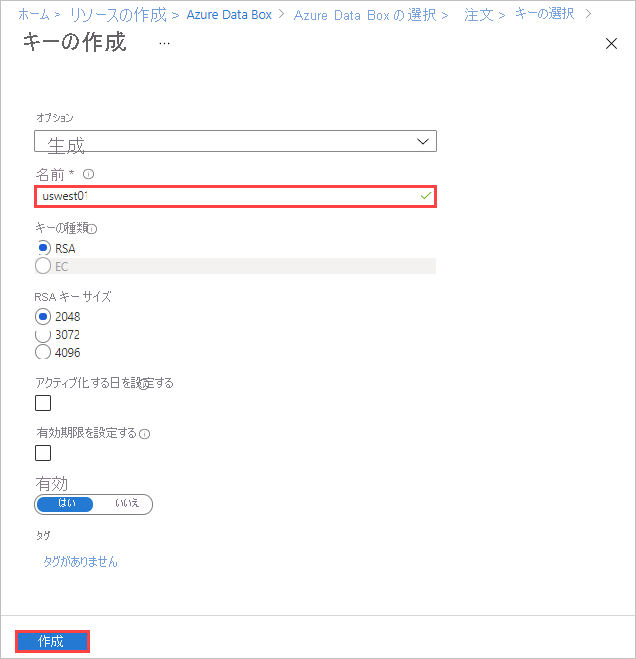 ホーム > リソースの作成 > Azure Data Box > Azure Data Box の選択 > 注文 > キーの選択 >
キーの作成 ...
オプション
生成
名前 *
uswest01
キーの種類
RSA
EC
RSA キー サイズ
2048
3072
4096
アクティブ化する日を設定する
有効期限を設定する
有効
はい いいえ
タグ
タグがありません
作成